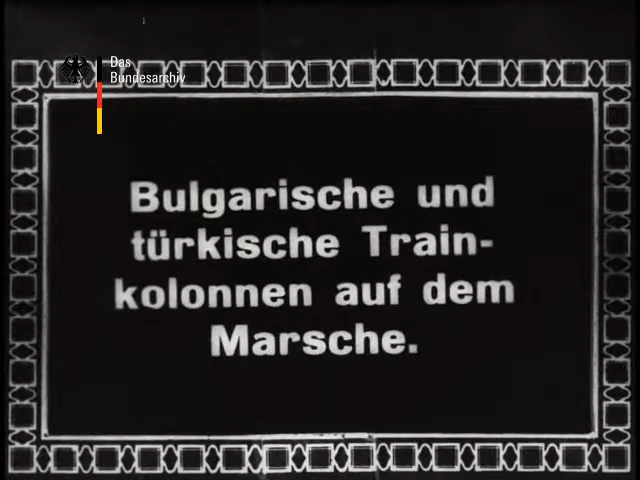 Das
Bundesarchiv
Bulgarische und
türkische Train-
kolonnen auf dem
Marsche.